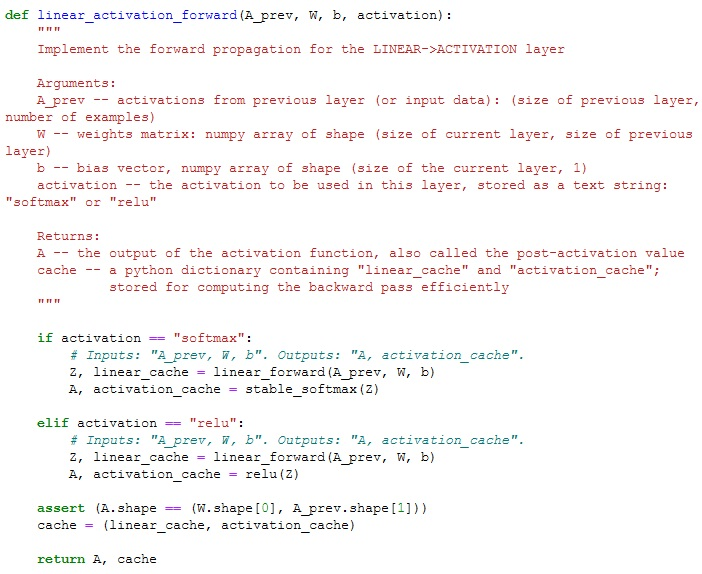 def linear_activation_forward(A_prev, W, b, activation):
    """
    Implement the forward propagation for the LINEAR->ACTIVATION layer

    Arguments:
    A_prev -- activations from previous layer (or input data): (size of previous layer,
number of examples)
    W -- weights matrix: numpy array of shape (size of current layer, size of previous
layer)
    b -- bias vector, numpy array of shape (size of the current layer, 1)
    activation -- the activation to be used in this layer, stored as a text string:
"softmax" or "relu"

    Returns:
    A -- the output of the activation function, also called the post-activation value
    cache -- a python dictionary containing "linear_cache" and "activation_cache";
             stored for computing the backward pass efficiently
    """

    if activation == "softmax":
        # Inputs: "A_prev, W, b". Outputs: "A, activation_cache".
        Z, linear_cache = linear_forward(A_prev, W, b)
        A, activation_cache = stable_softmax(Z)

    elif activation == "relu":
        # Inputs: "A_prev, W, b". Outputs: "A, activation_cache".
        Z, linear_cache = linear_forward(A_prev, W, b)
        A, activation_cache = relu(Z)

    assert (A.shape == (W.shape[0], A_prev.shape[1]))
    cache = (linear_cache, activation_cache)

    return A, cache